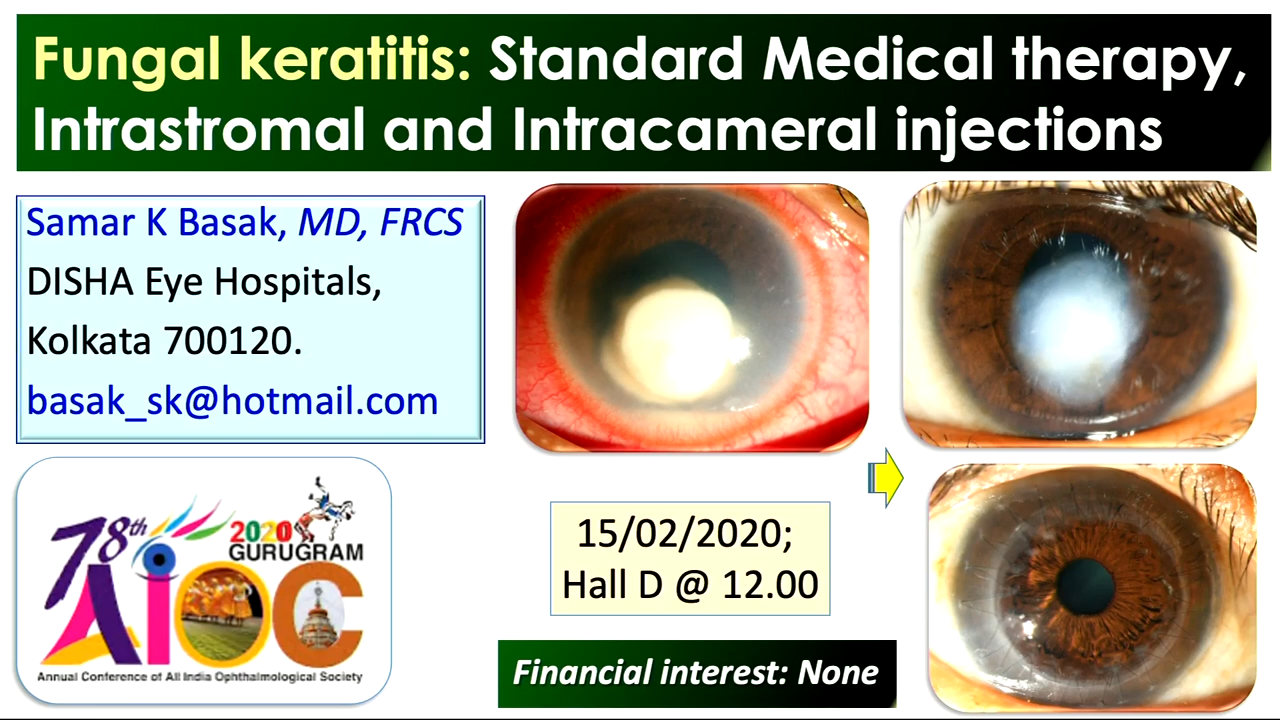 Fungal keratitis: Standard Medical therapy,
Intrastromal and Intracameral injections
Samar K Basak, MD, FRCS
DISHA Eye Hospitals,
Kolkata 700120.
basak_sk@hotmail.com
78th
2020
GURUGRAM
AIOC
Annual Conference of All India Ophthalmological Society
15/02/2020;
Hall D @ 12.00
Financial interest: None